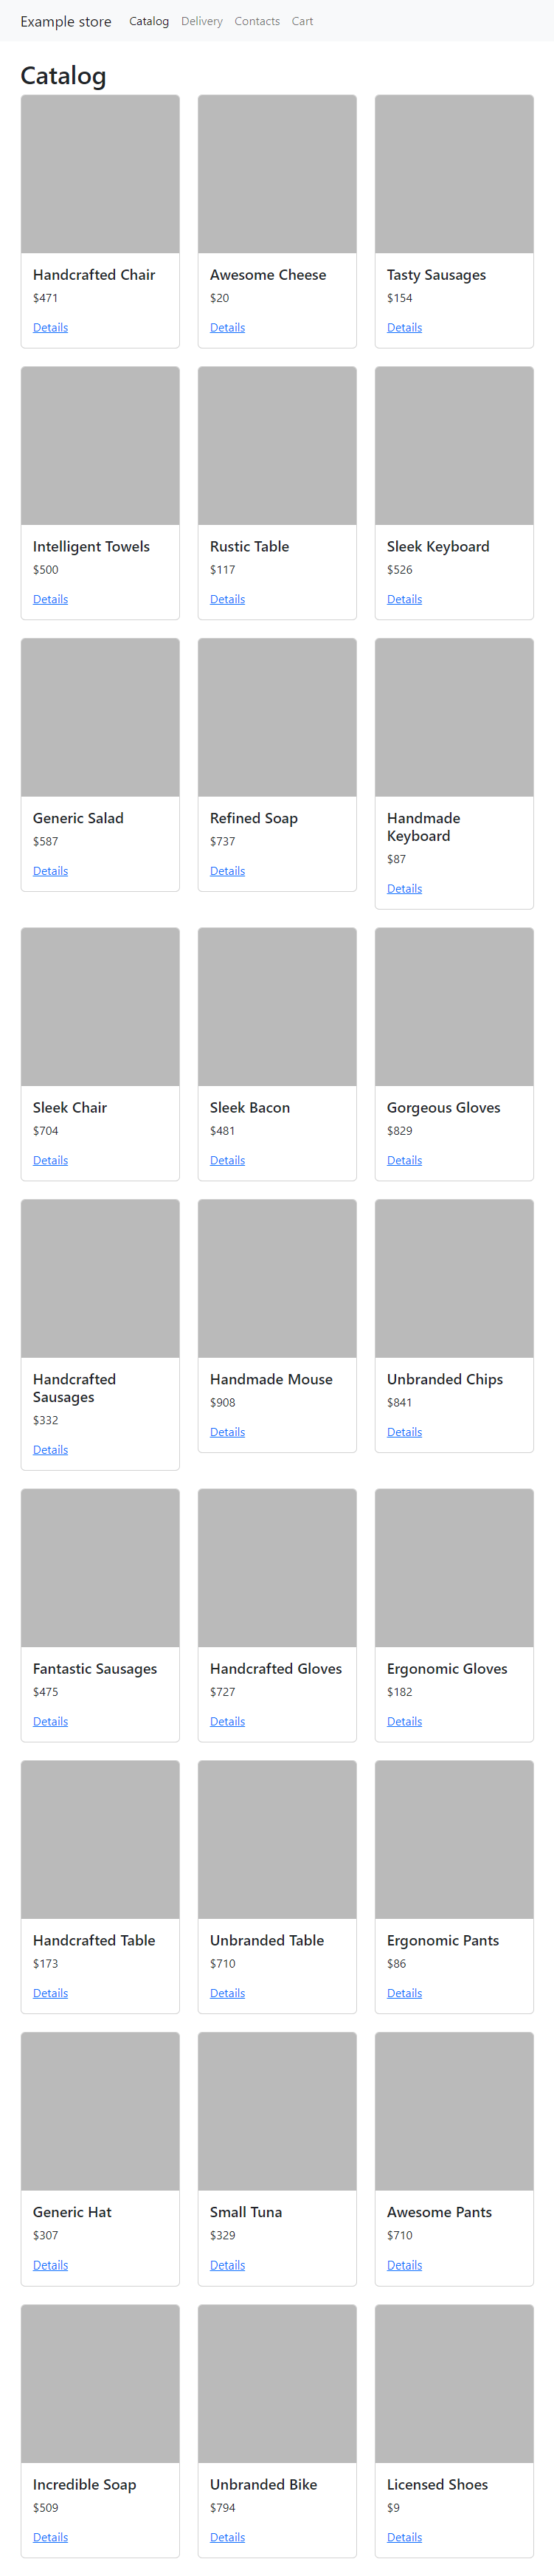 Example store Catalog Delivery Contacts Cart
Catalog
Handcrafted Chair
$471
Details
Awesome Cheese
$20
Details
Tasty Sausages
$154
Details
Intelligent Towels
$500
Details
Rustic Table
$117
Details
Sleek Keyboard
$526
Details
Generic Salad
$587
Details
Refined Soap
$737
Details
Handmade
Keyboard
$87
Details
Sleek Chair
$704
Details
Sleek Bacon
$481
Details
Gorgeous Gloves
$829
Details
Handcrafted
Sausages
$332
Details
Handmade Mouse
$908
Details
Unbranded Chips
$841
Details
Fantastic Sausages
$475
Details
Handcrafted Gloves
$727
Details
Ergonomic Gloves
$182
Details
Handcrafted Table
$173
Details
Unbranded Table
$710
Details
Ergonomic Pants
$86
Details
Generic Hat
$307
Details
Small Tuna
$329
Details
Awesome Pants
$710
Details
Incredible Soap
$509
Details
Unbranded Bike
$794
Details
Licensed Shoes
$9
Details